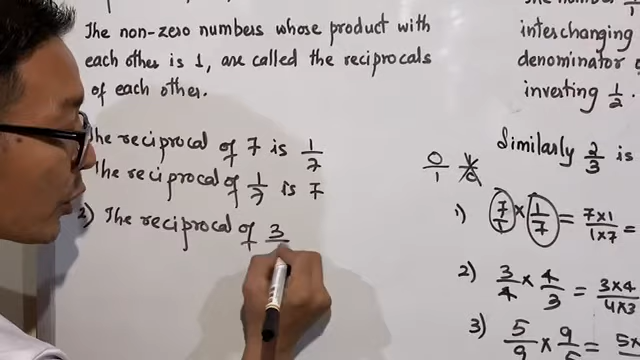 The non-zero numbers whose product with
each other is 1, are called the reciprocals
of each other.
The reciprocal of 7 is 1/7
The reciprocal of 1/7 is 7
2) The reciprocal of 3
The number
interchanging
denominator
inverting 1/2.
Similarly 2/3 is
0/1
1) 7/1 × 1/7 = 7×1/1×7 =
2) 3/4 × 4/3 = 3×4/4×3
3) 5/9 × 9/5 = 5×